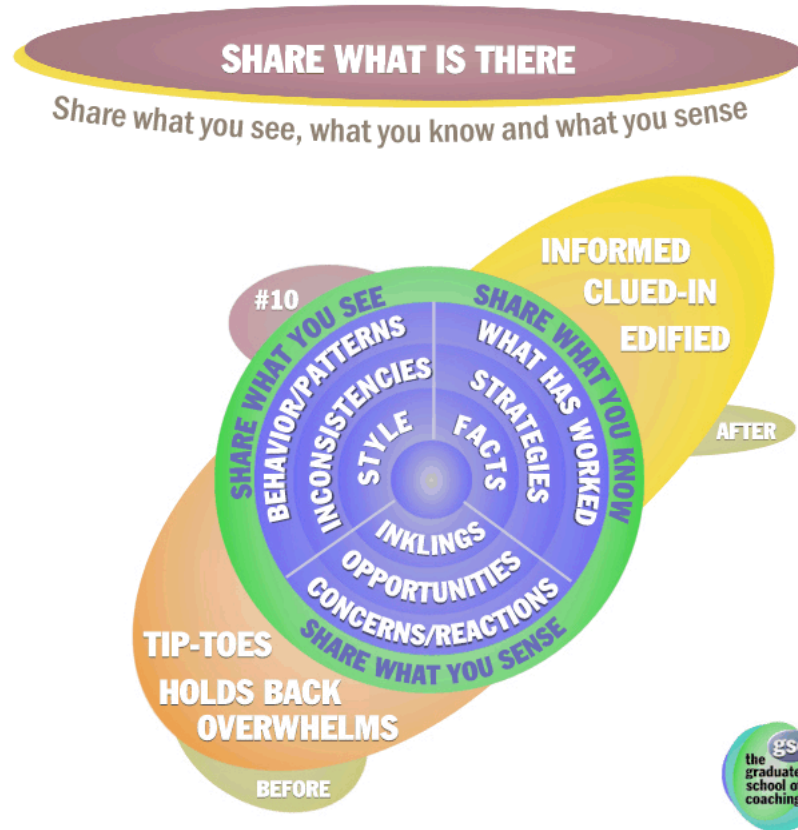 SHARE WHAT IS THERE
Share what you see, what you know and what you sense
INFORMED
CLUED-IN
EDIFIED
#10
SHARE WHAT YOU SEE
BEHAVIOR/PATTERNS
INCONSISTENCIES
STYLE
SHARE WHAT YOU KNOW
WHAT HAS WORKED
STRATEGIES
FACTS
AFTER
INKLINGS
OPPORTUNITIES
CONCERNS/REACTIONS
SHARE WHAT YOU SENSE
TIP-TOES
HOLDS BACK
OVERWHELMS
BEFORE
the
graduate
school of
coaching